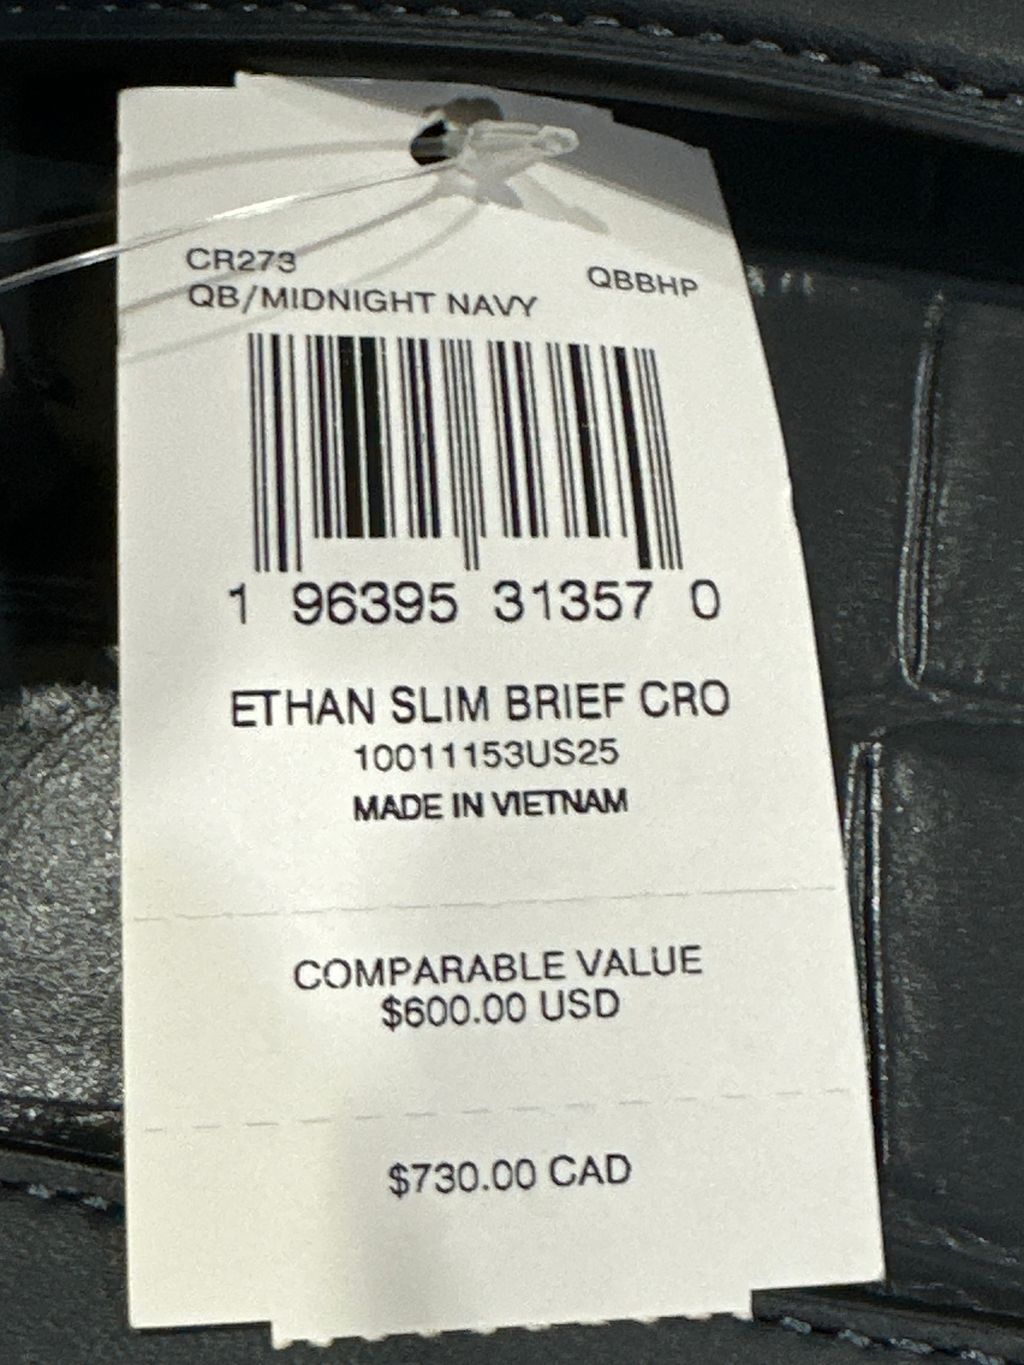 CR273
QB/MIDNIGHT NAVY
QBBHP
1 96395 31357 0
ETHAN SLIM BRIEF CRO
10011153US25
MADE IN VIETNAM
COMPARABLE VALUE
$600.00 USD
$730.00 CAD